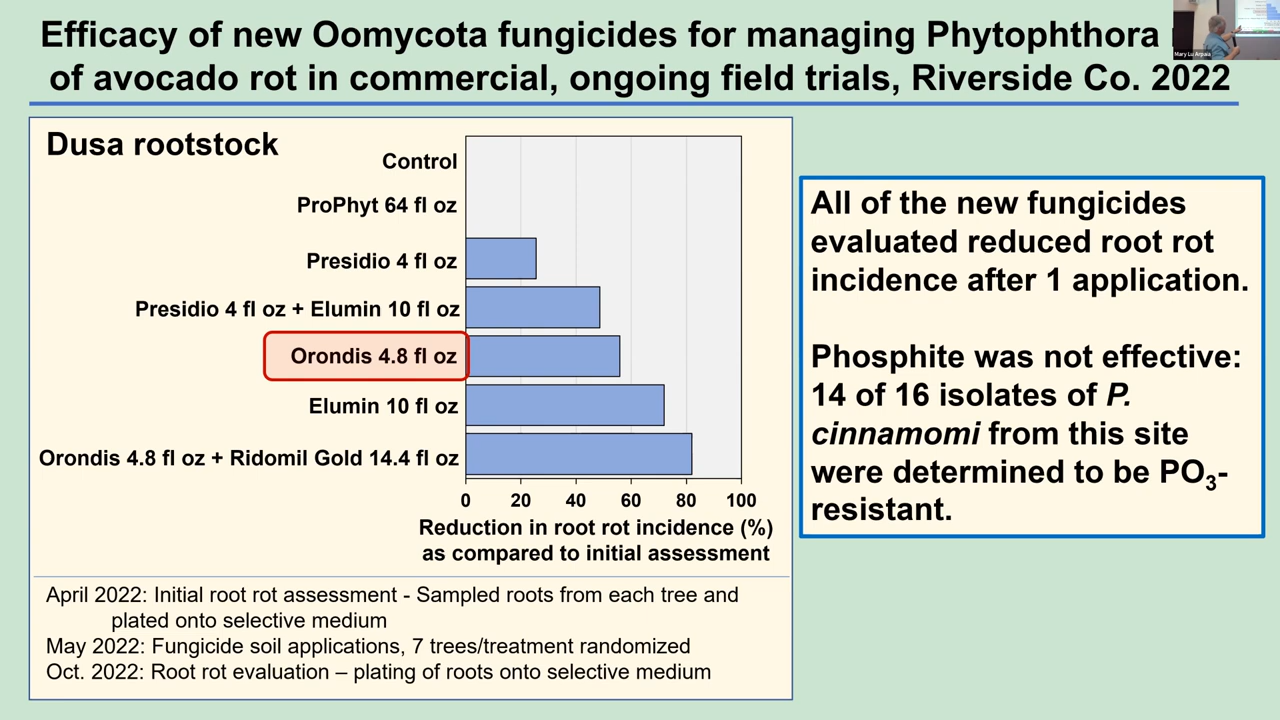 Efficacy of new Oomycota fungicides for managing Phytophthora
of avocado rot in commercial, ongoing field trials, Riverside Co. 2022
Mary Lu Arpaia
Dusa rootstock
Control
ProPhyt 64 fl oz
Presidio 4 fl oz
Presidio 4 fl oz + Elumin 10 fl oz
Orondis 4.8 fl oz
Elumin 10 fl oz
Orondis 4.8 fl oz + Ridomil Gold 14.4 fl oz
0 20 40 60 80 100
Reduction in root rot incidence (%)
as compared to initial assessment
April 2022: Initial root rot assessment - Sampled roots from each tree and
plated onto selective medium
May 2022: Fungicide soil applications, 7 trees/treatment randomized
Oct. 2022: Root rot evaluation – plating of roots onto selective medium
All of the new fungicides
evaluated reduced root rot
incidence after 1 application.
Phosphite was not effective:
14 of 16 isolates of P.
cinnamomi from this site
were determined to be PO3-
resistant.